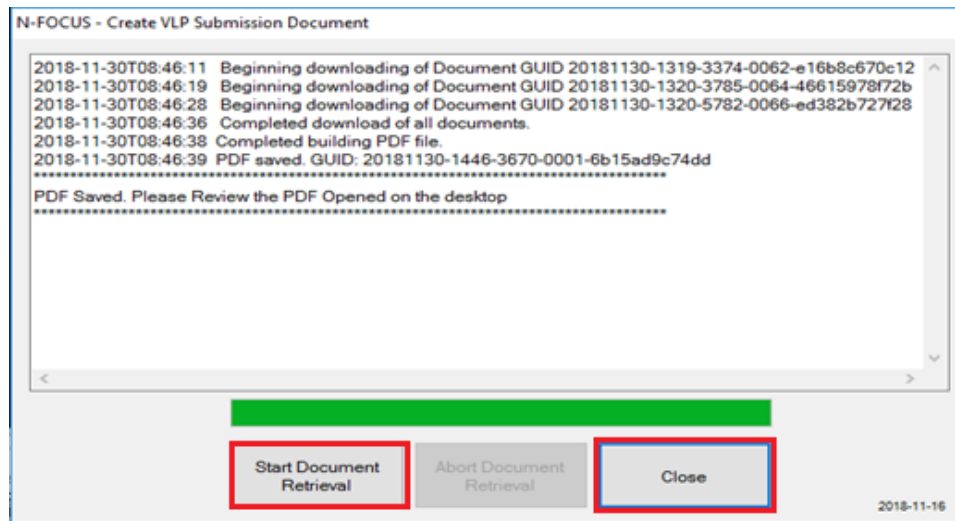 N-FOCUS - Create VLP Submission Document
2018-11-30T08:46:11 Beginning downloading of Document GUID 20181130-1319-3374-0062-e16b8c670c12
2018-11-30T08:46:19 Beginning downloading of Document GUID 20181130-1320-3785-0064-46615978f72b
2018-11-30T08:46:28 Beginning downloading of Document GUID 20181130-1320-5782-0066-ed382b727f28
2018-11-30T08:46:36 Completed download of all documents.
2018-11-30T08:46:38 Completed building PDF file.
2018-11-30T08:46:39 PDF saved. GUID: 20181130-1446-3670-0001-6b15ad9c74dd
**********************************************************************************
PDF Saved. Please Review the PDF Opened on the desktop
**********************************************************************************
Start Document
Retrieval
Abort Document
Retrieval
Close
2018-11-16